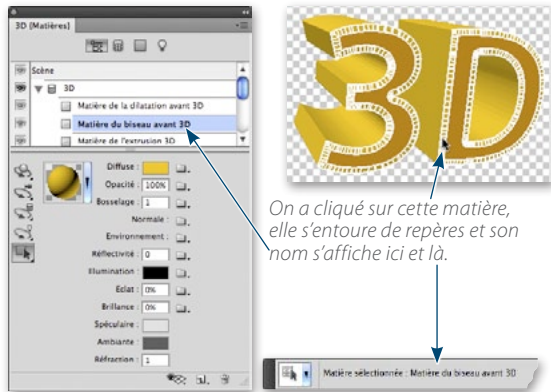 3D [Matières]
Scène
3D
Matière de la dilatation avant 3D
Matière du biseau avant 3D
Matière de l'extrusion 3D
Diffuse :
Opacité : 100%
Bosselage : 1
Normale :
Environnement :
Réflectivité : 0
Illumination :
Eclat : 0%
Brillance : 0%
Spéculaire :
Ambiante :
Réfraction : 1
3D
On a cliqué sur cette matière,
elle s'entoure de repères et son
nom s'affiche ici et là.
Matière sélectionnée : Matière du biseau avant 3D